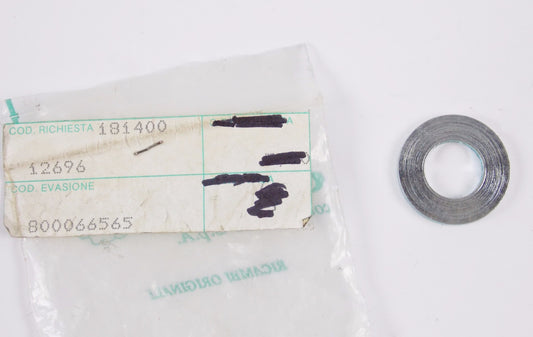 COD. RICHIESTA 181400
12696
COD. EVASIONE
800066565
S.p.A.
RICAMBI ORIGINALI